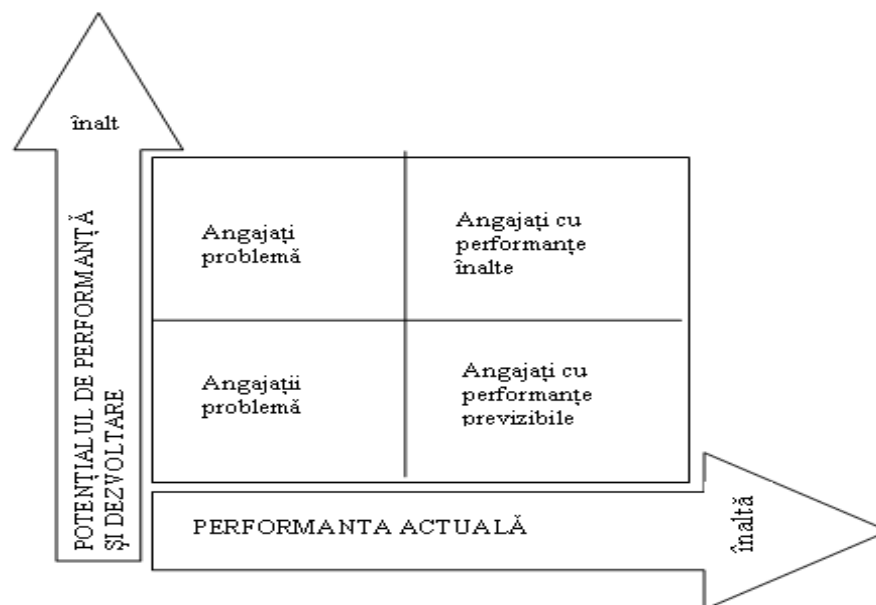 înalt
POTENȚIALUL DE PERFORMANȚĂ
ȘI DEZVOLTARE
Angajați
problemă
Angajați cu
performanțe
înalte
Angajații
problemă
Angajați cu
performanțe
previzibile
PERFORMANTA ACTUALĂ
înaltă